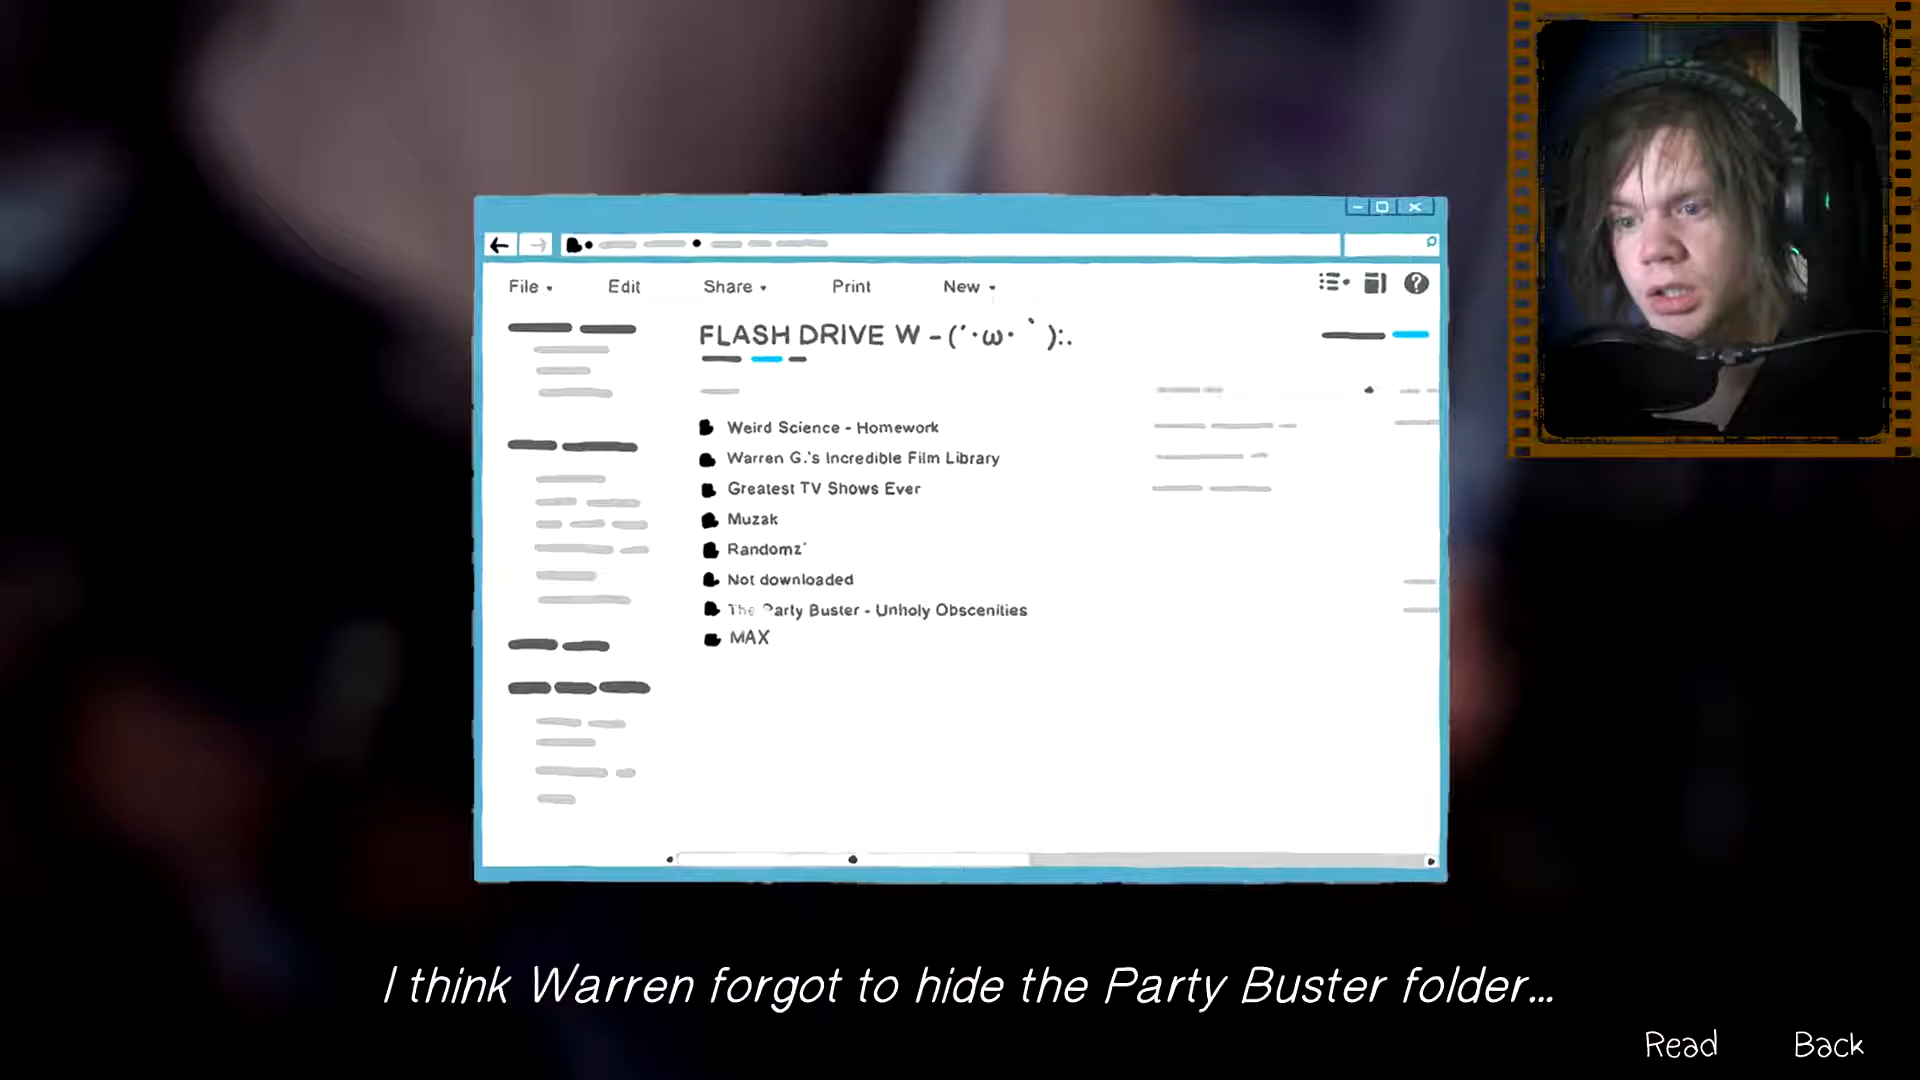 File
Edit
Share
Print
New
FLASH DRIVE W - (´·ω·｀):.
Weird Science - Homework
Warren G.'s Incredible Film Library
Greatest TV Shows Ever
Muzak
Randomz'
Not downloaded
The Party Buster - Unholy Obscenities
MAX
I think Warren forgot to hide the Party Buster folder...
Read
Back